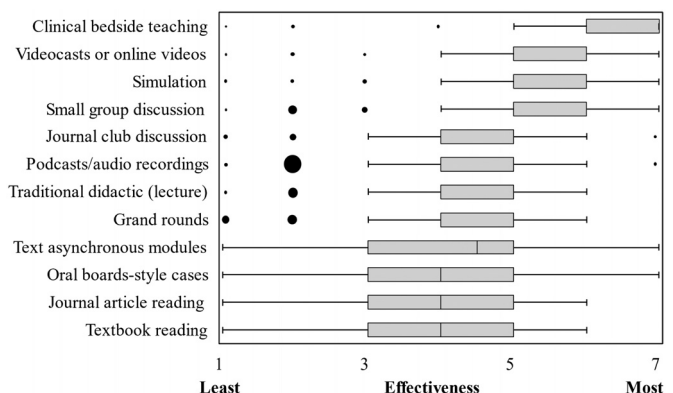 Clinical bedside teaching
Videocasts or online videos
Simulation
Small group discussion
Journal club discussion
Podcasts/audio recordings
Traditional didactic (lecture)
Grand rounds
Text asynchronous modules
Oral boards-style cases
Journal article reading
Textbook reading
1 3 5 7
Least Effectiveness Most